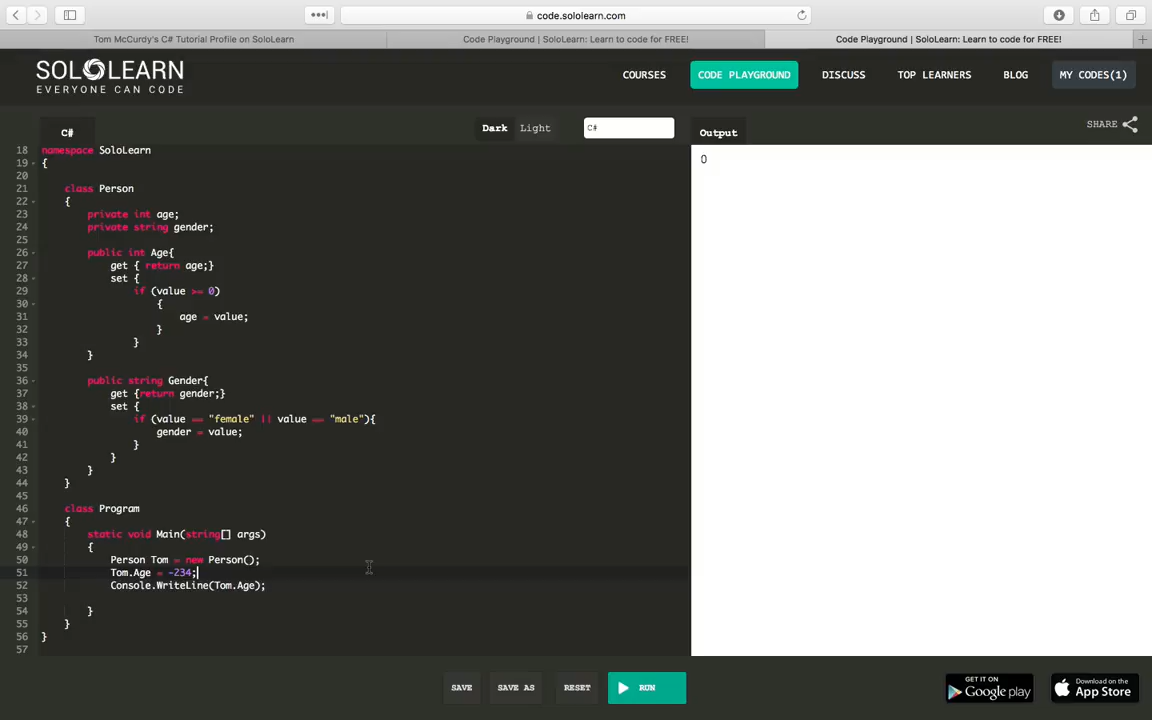 code.sololearn.com
Tom McCurdy's C# Tutorial Profile on SoloLearn
Code Playground | SoloLearn: Learn to code for FREE!
Code Playground | SoloLearn: Learn to code for FREE!
SOLOLEARN
EVERYONE CAN CODE
COURSES
CODE PLAYGROUND
DISCUSS
TOP LEARNERS
BLOG
MY CODES(1)
C#
Dark
Light
C#
Output
SHARE
18 namespace SoloLearn
19 {
20
21 class Person
22 {
23 private int age;
24 private string gender;
25
26 public int Age{
27 get { return age;}
28 set {
29 if (value >= 0)
30 {
31 age = value;
32 }
33 }
34 }
35
36 public string Gender{
37 get {return gender;}
38 set {
39 if (value == "female" || value == "male"){
40 gender = value;
41 }
42 }
43 }
44 }
45
46 class Program
47 {
48 static void Main(string[] args)
49 {
50 Person Tom = new Person();
51 Tom.Age = -234;
52 Console.WriteLine(Tom.Age);
53
54 }
55 }
56 }
57
0
SAVE
SAVE AS
RESET
RUN
GET IT ON
Google play
Download on the
App Store